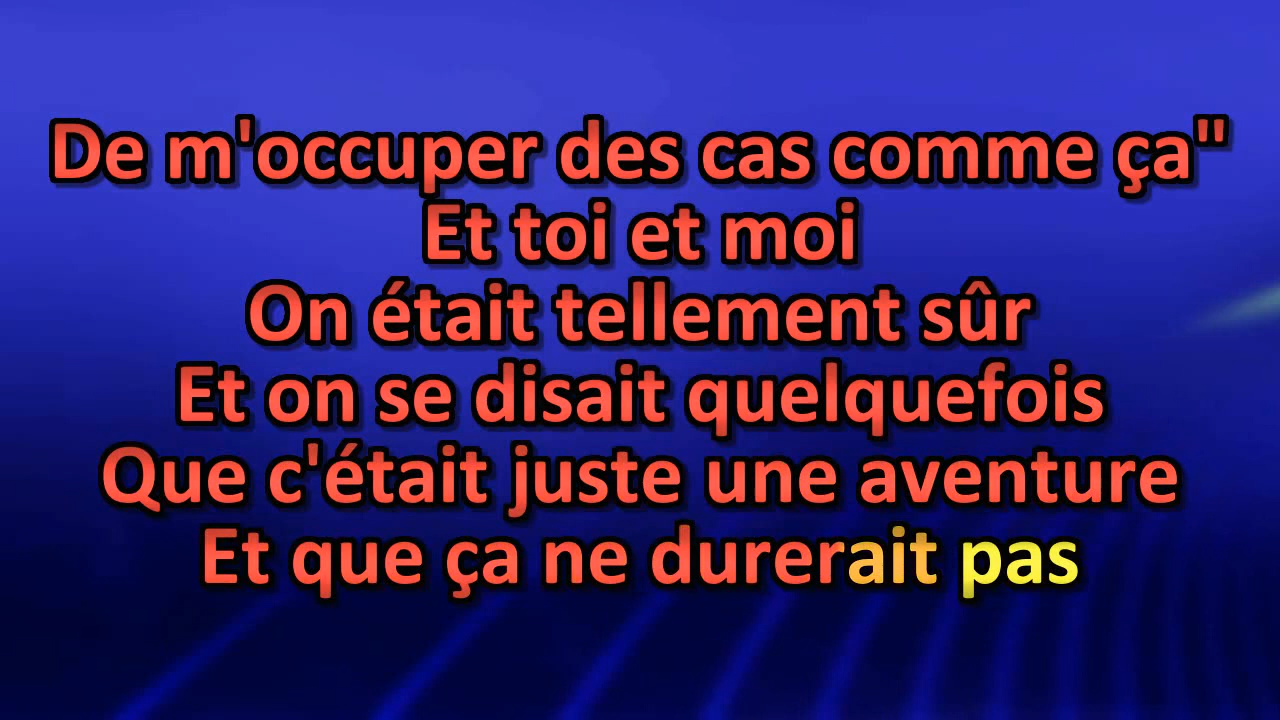 De m'occuper des cas comme ça"
Et toi et moi
On était tellement sûr
Et on se disait quelquefois
Que c'était juste une aventure
Et que ça ne durerait pas